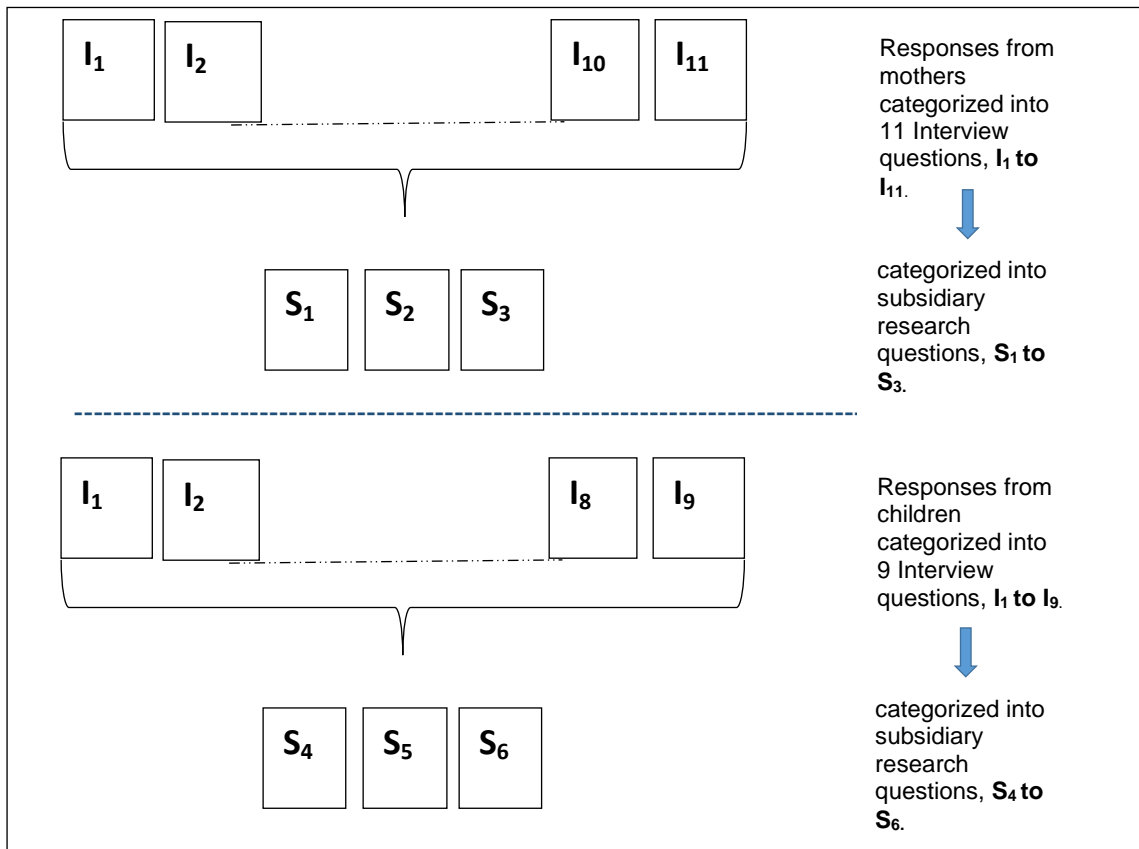 I₁ I₂ I₁₀ I₁₁
Responses from
mothers
categorized into
11 Interview
questions, I₁ to
I₁₁.
S₁ S₂ S₃
categorized into
subsidiary
research
questions, S₁ to
S₃.
I₁ I₂ I₈ I₉
Responses from
children
categorized into
9 Interview
questions, I₁ to I₉.
S₄ S₅ S₆
categorized into
subsidiary
research
questions, S₄ to
S₆.